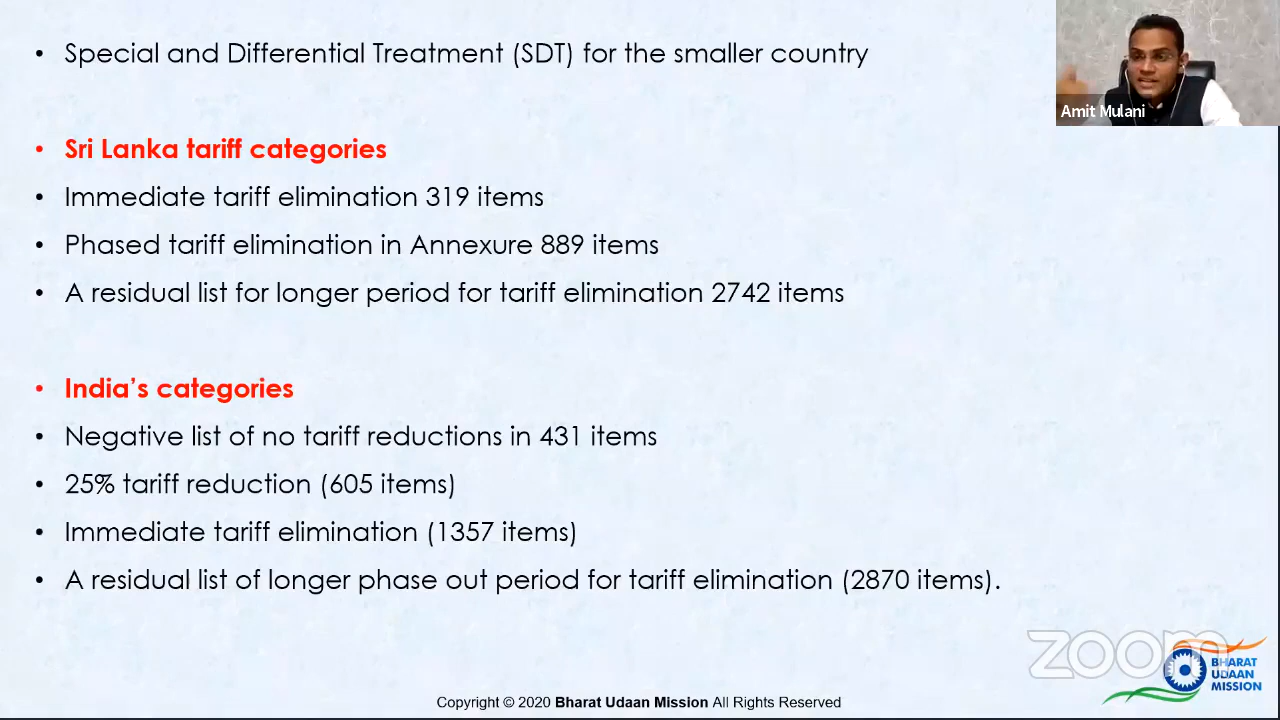 • Special and Differential Treatment (SDT) for the smaller country
Amit Mulani
• Sri Lanka tariff categories
• Immediate tariff elimination 319 items
• Phased tariff elimination in Annexure 889 items
• A residual list for longer period for tariff elimination 2742 items
• India's categories
• Negative list of no tariff reductions in 431 items
• 25% tariff reduction (605 items)
• Immediate tariff elimination (1357 items)
• A residual list of longer phase out period for tariff elimination (2870 items).
zoom
BHARAT
UDAAN
MISSION
Copyright © 2020 Bharat Udaan Mission All Rights Reserved